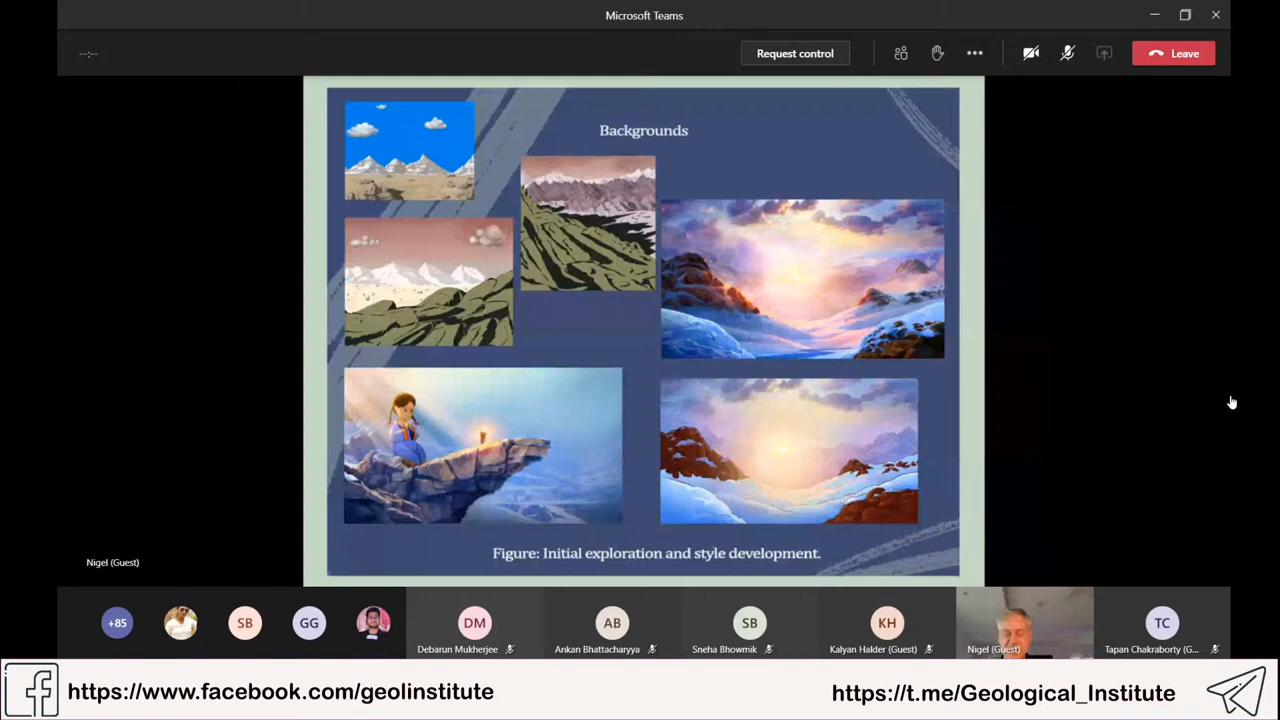 Microsoft Teams
--:--
Request control
Leave
Backgrounds
Figure: Initial exploration and style development.
Nigel (Guest)
+85
SB
GG
DM
AB
SB
KH
TC
Debarun Mukherjee
Ankan Bhattacharyya
Sneha Bhowmik
Kalyan Halder (Guest)
Nigel (Guest)
Tapan Chakraborty (G...
https://www.facebook.com/geolinstitute
https://t.me/Geological_Institute